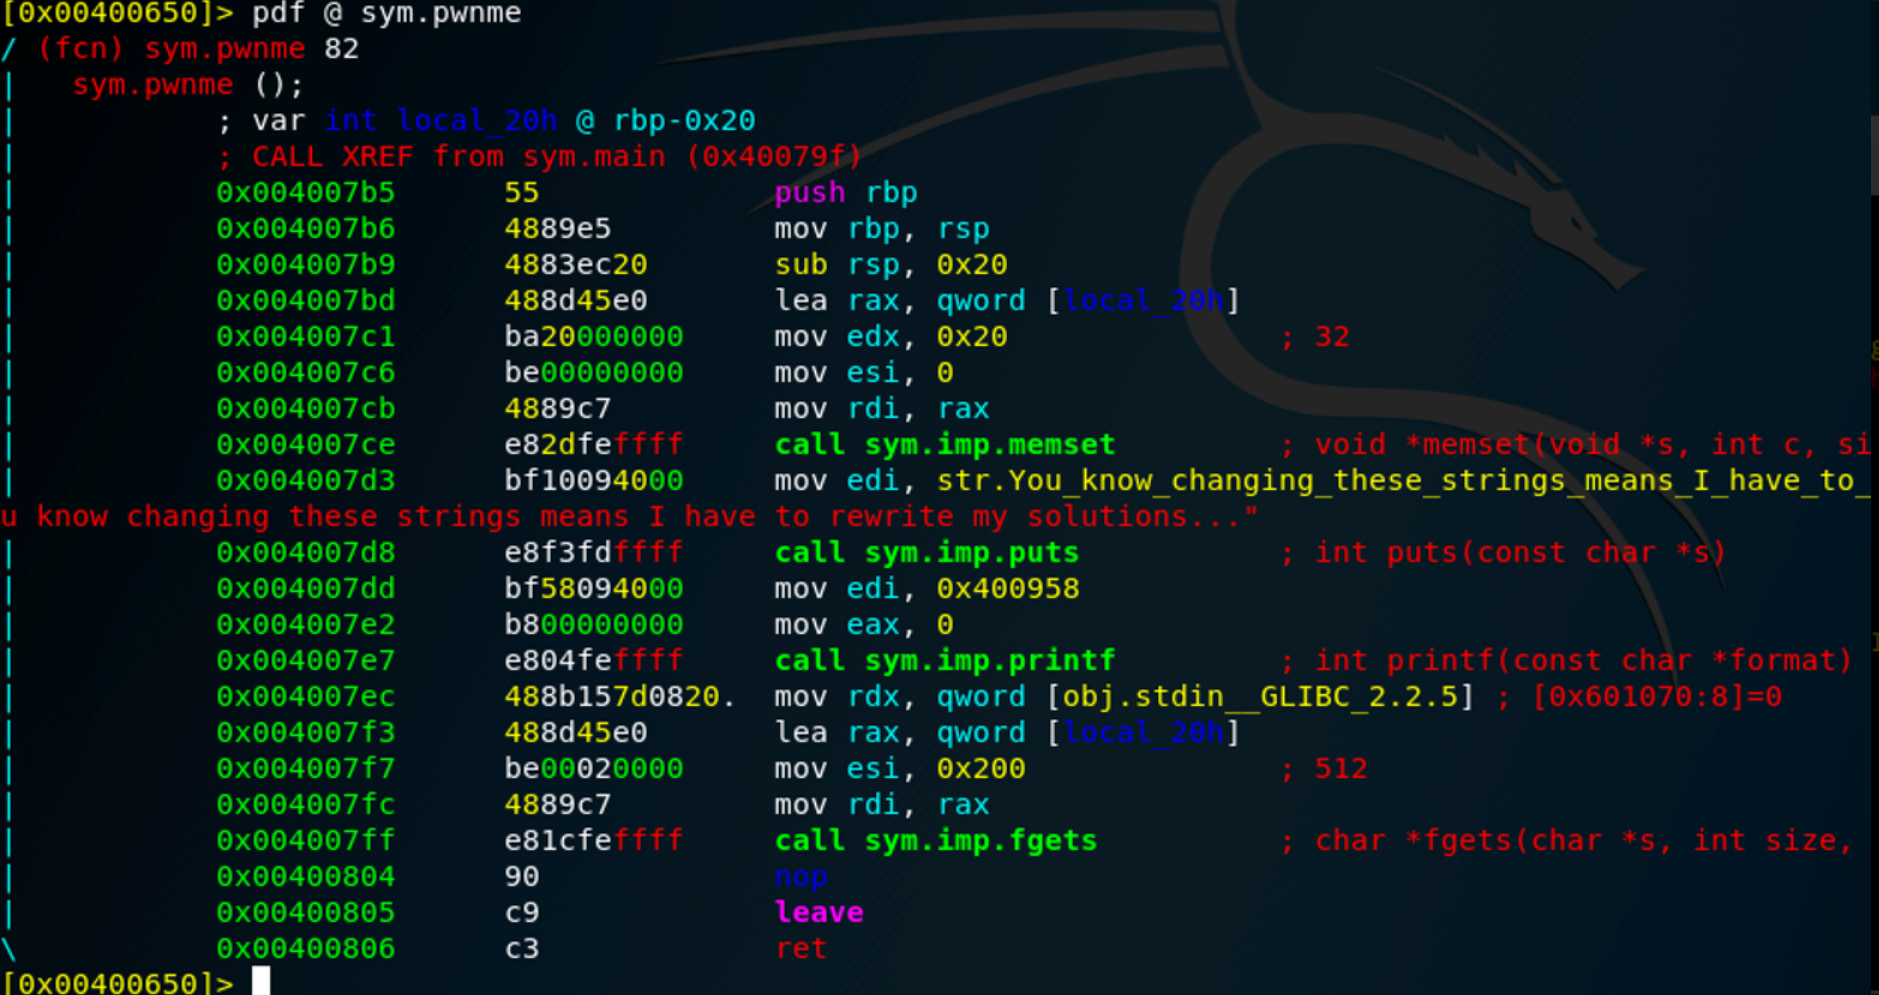 [0x00400650]> pdf @ sym.pwnme
/ (fcn) sym.pwnme 82
|   sym.pwnme ();
|           ; var int local_20h @ rbp-0x20
|           ; CALL XREF from sym.main (0x40079f)
|           0x004007b5      55             push rbp
|           0x004007b6      4889e5         mov rbp, rsp
|           0x004007b9      4883ec20       sub rsp, 0x20
|           0x004007bd      488d45e0       lea rax, qword [local_20h]
|           0x004007c1      ba20000000     mov edx, 0x20               ; 32
|           0x004007c6      be00000000     mov esi, 0
|           0x004007cb      4889c7         mov rdi, rax
|           0x004007ce      e82dfeffff     call sym.imp.memset         ; void *memset(void *s, int c, si
|           0x004007d3      bf10094000     mov edi, str.You_know_changing_these_strings_means_I_have_to_
u know changing these strings means I have to rewrite my solutions..."
|           0x004007d8      e8f3fdffff     call sym.imp.puts           ; int puts(const char *s)
|           0x004007dd      bf58094000     mov edi, 0x400958
|           0x004007e2      b800000000     mov eax, 0
|           0x004007e7      e804feffff     call sym.imp.printf         ; int printf(const char *format)
|           0x004007ec      488b157d0820.  mov rdx, qword [obj.stdin__GLIBC_2.2.5] ; [0x601070:8]=0
|           0x004007f3      488d45e0       lea rax, qword [local_20h]
|           0x004007f7      be00020000     mov esi, 0x200              ; 512
|           0x004007fc      4889c7         mov rdi, rax
|           0x004007ff      e81cfeffff     call sym.imp.fgets          ; char *fgets(char *s, int size,
|           0x00400804      90             nop
|           0x00400805      c9             leave
\           0x00400806      c3             ret
[0x00400650]>